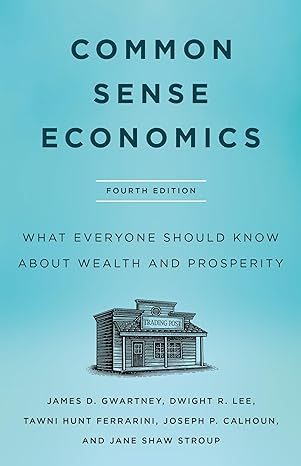 COMMON
SENSE
ECONOMICS
FOURTH EDITION
WHAT EVERYONE SHOULD KNOW
ABOUT WEALTH AND PROSPERITY
TRADING POST
JAMES D. GWARTNEY, DWIGHT R. LEE,
TAWNI HUNT FERRARINI, JOSEPH P. CALHOUN,
AND JANE SHAW STROUP